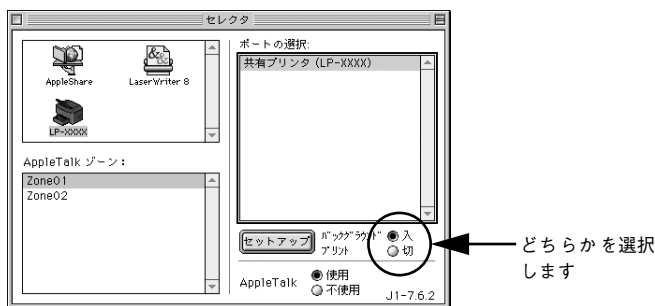 セレクタ
AppleShare
LaserWriter 8
LP-XXXX
AppleTalk ゾーン：
Zone01
Zone02
ポートの選択:
共有プリンタ (LP-XXXX)
セットアップ
ﾊﾞｯｸｸﾞﾗｳﾝﾄﾞ
ﾌﾟﾘﾝﾄ
入
切
AppleTalk
使用
不使用
J1-7.6.2
どちらかを選択
します